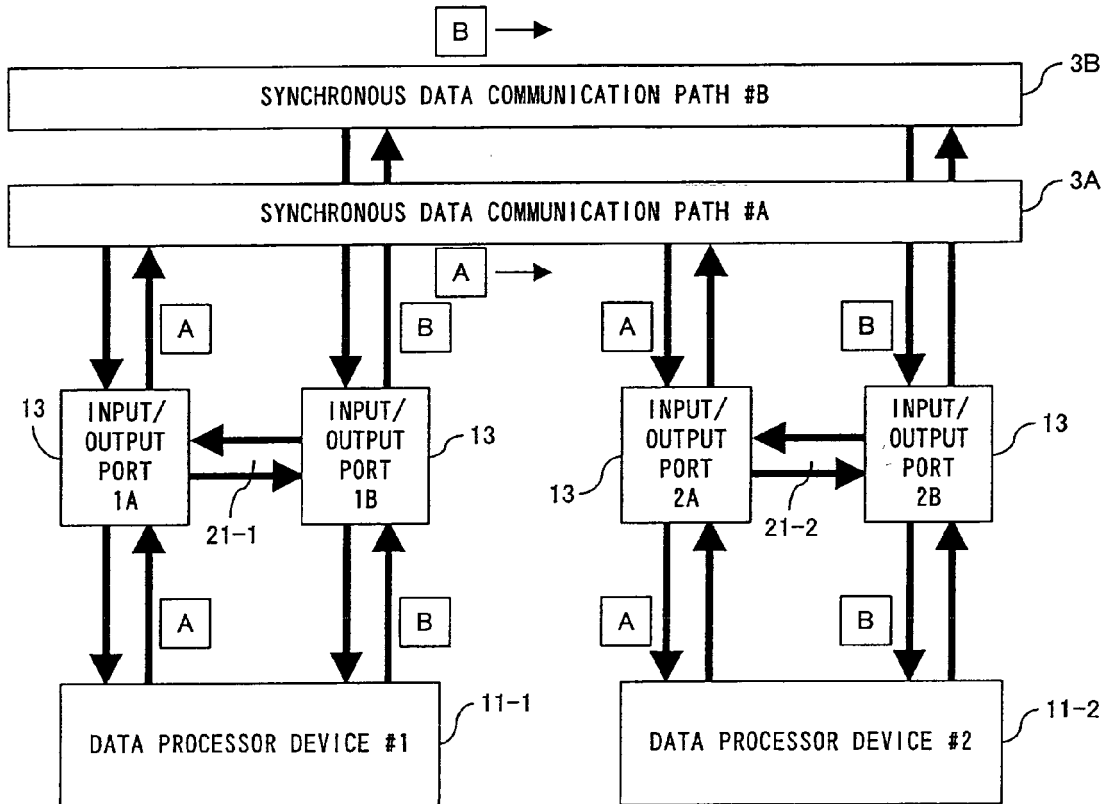 B
SYNCHRONOUS DATA COMMUNICATION PATH #B
3B
SYNCHRONOUS DATA COMMUNICATION PATH #A
3A
A
A
B
A
B
13
INPUT/
OUTPUT
PORT
1A
INPUT/
OUTPUT
PORT
1B
13
21-1
13
INPUT/
OUTPUT
PORT
2A
INPUT/
OUTPUT
PORT
2B
13
21-2
A
B
A
B
DATA PROCESSOR DEVICE #1
11-1
DATA PROCESSOR DEVICE #2
11-2